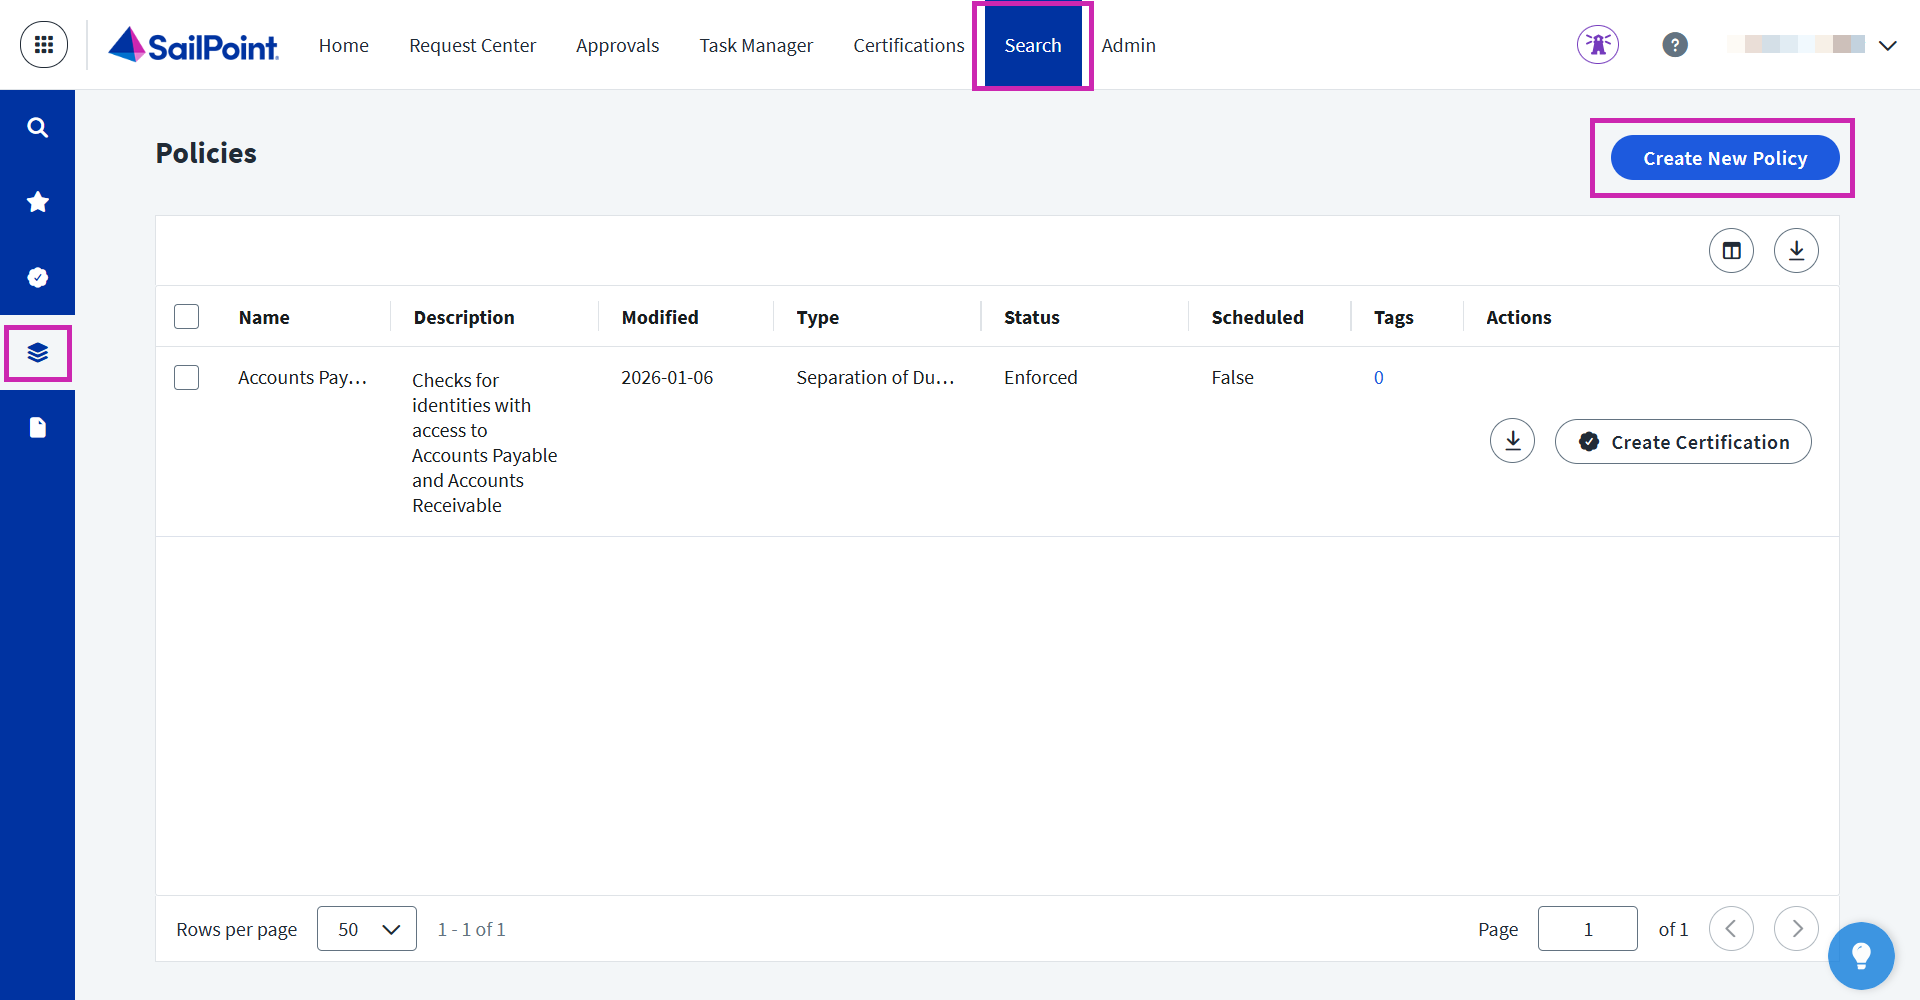 SailPoint Home Request Center Approvals Task Manager Certifications Search Admin ?
Policies
Create New Policy
Name Description Modified Type Status Scheduled Tags Actions
Accounts Pay... Checks for 2026-01-06 Separation of Du... Enforced False 0
identities with
access to
Accounts Payable
and Accounts
Receivable
Create Certification
Rows per page 50 1 - 1 of 1 Page 1 of 1